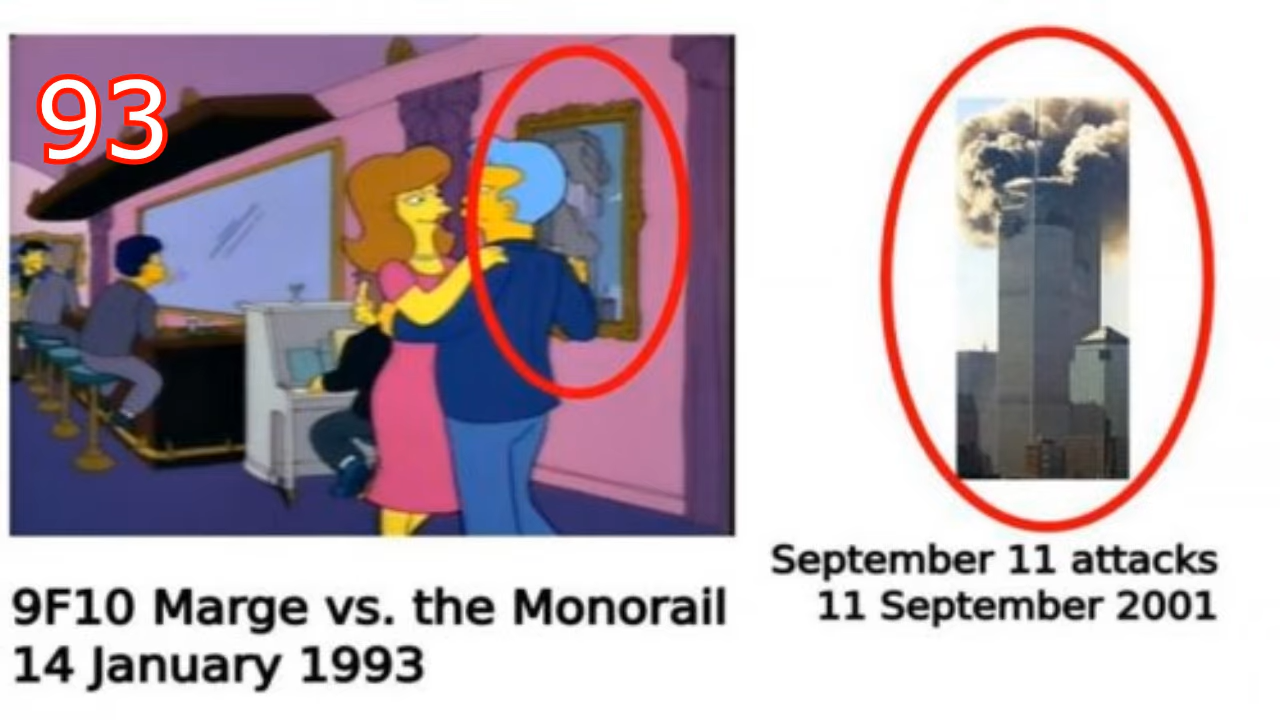 93
9F10 Marge vs. the Monorail
14 January 1993
September 11 attacks
11 September 2001